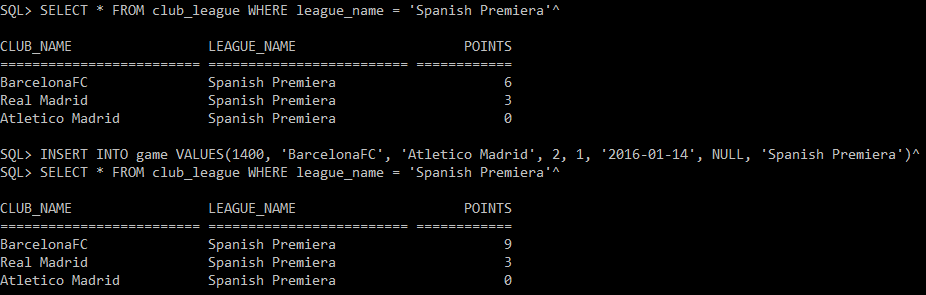 SQL> SELECT * FROM club_league WHERE league_name = 'Spanish Premiera'^
CLUB_NAME                 LEAGUE_NAME                     POINTS
========================= ========================= ============
BarcelonaFC               Spanish Premiera                     6
Real Madrid               Spanish Premiera                     3
Atletico Madrid           Spanish Premiera                     0
SQL> INSERT INTO game VALUES(1400, 'BarcelonaFC', 'Atletico Madrid', 2, 1, '2016-01-14', NULL, 'Spanish Premiera')^
SQL> SELECT * FROM club_league WHERE league_name = 'Spanish Premiera'^
CLUB_NAME                 LEAGUE_NAME                     POINTS
========================= ========================= ============
BarcelonaFC               Spanish Premiera                     9
Real Madrid               Spanish Premiera                     3
Atletico Madrid           Spanish Premiera                     0